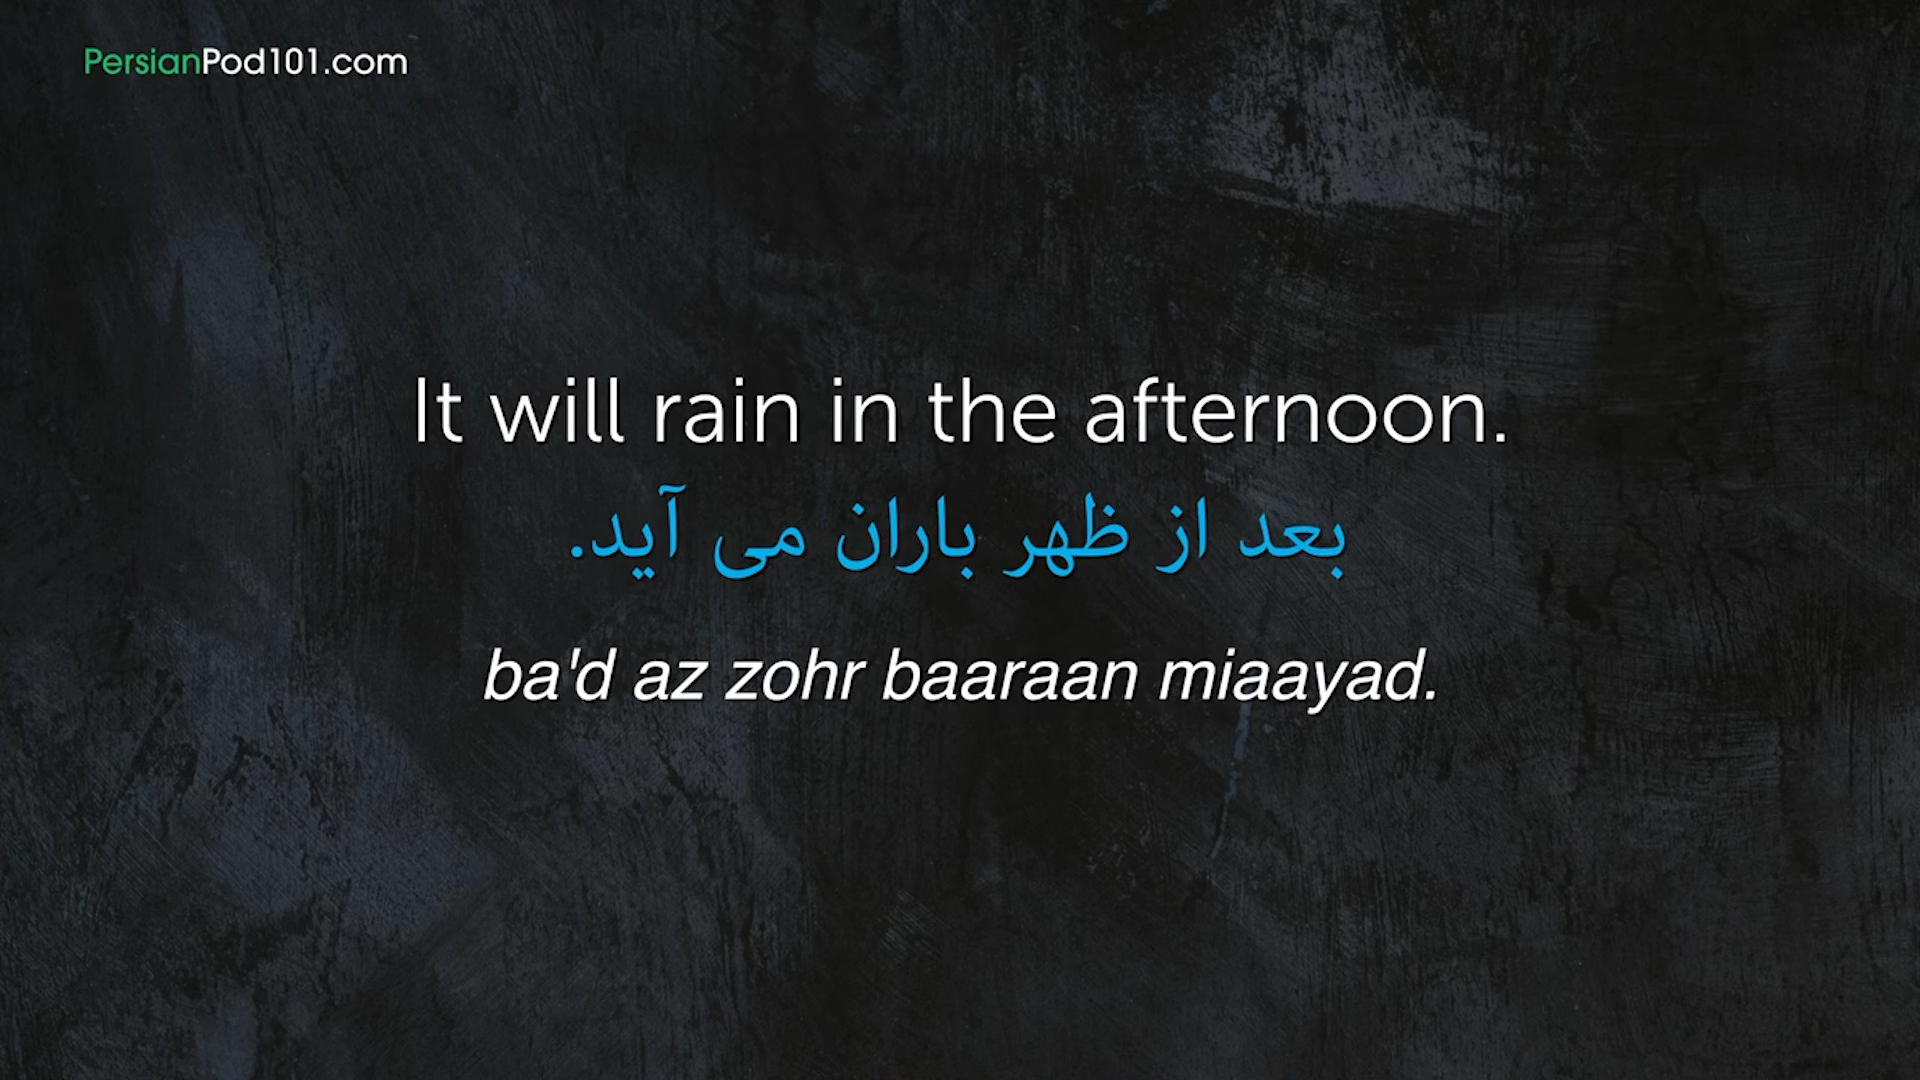 PersianPod101.com
It will rain in the afternoon.
بعد از ظهر باران می آید.
ba'd az zohr baaraan miaayad.